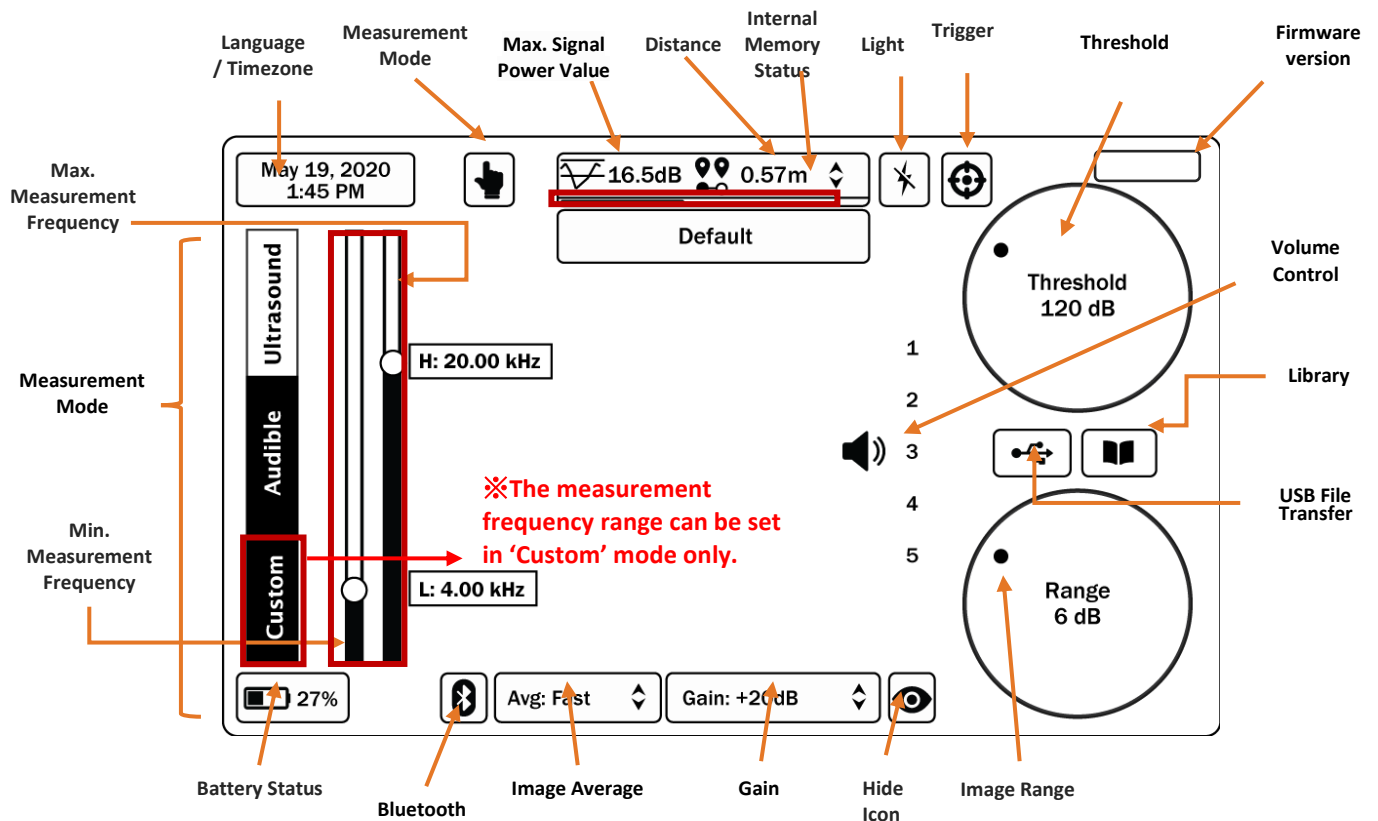 Language
/ Timezone
Measurement
Mode
Max. Signal
Power Value
Distance
Internal
Memory
Status
Light
Trigger
Threshold
Firmware
version
May 19, 2020
1:45 PM
16.5dB
0.57m
Default
Max.
Measurement
Frequency
Measurement
Mode
Min.
Measurement
Frequency
Ultrasound
Audible
Custom
H: 20.00 kHz
L: 4.00 kHz
※The measurement
frequency range can be set
in ‘Custom’ mode only.
1
2
3
4
5
Threshold
120 dB
Range
6 dB
Volume
Control
Library
USB File
Transfer
27%
Avg: Fast
Gain: +20dB
Battery Status
Bluetooth
Image Average
Gain
Hide
Icon
Image Range